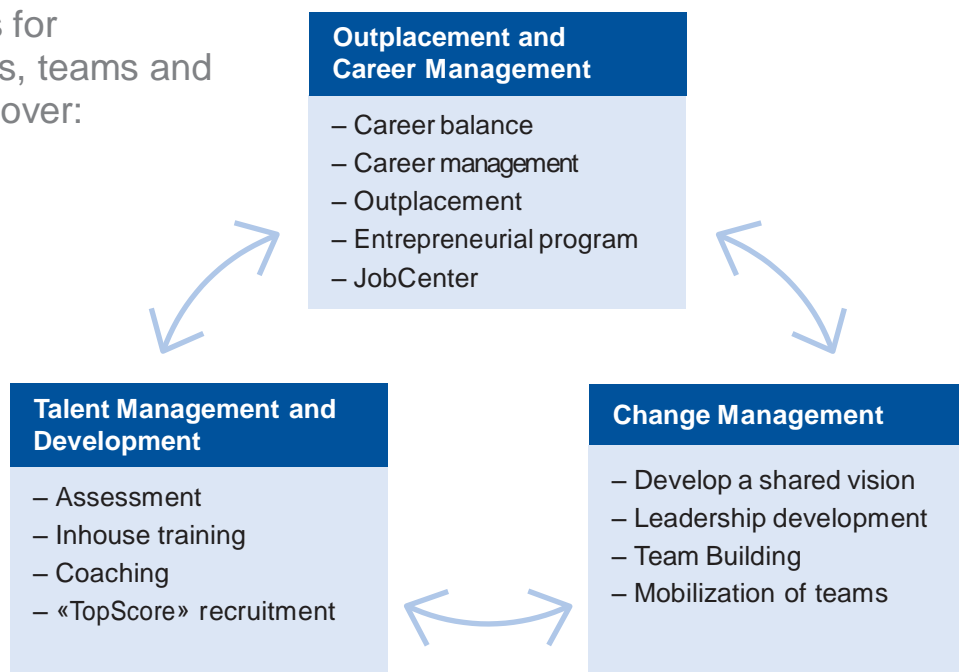 for
teams and
over:
Outplacement and
Career Management
– Career balance
– Career management
– Outplacement
– Entrepreneurial program
– JobCenter
Talent Management and
Development
– Assessment
– Inhouse training
– Coaching
– «TopScore» recruitment
Change Management
– Develop a shared vision
– Leadership development
– Team Building
– Mobilization of teams